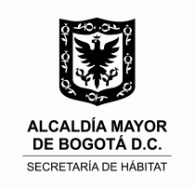 ALCALDÍA MAYOR
DE BOGOTÁ D.C.
SECRETARÍA DE HÁBITAT